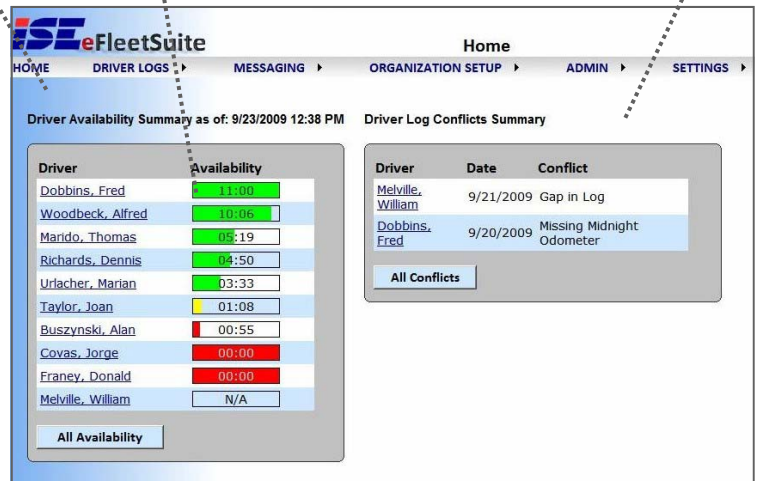 ISE eFleetSuite
Home
HOME DRIVER LOGS MESSAGING ORGANIZATION SETUP ADMIN SETTINGS
Driver Availability Summary as of: 9/23/2009 12:38 PM
Driver Availability
Dobbins, Fred 11:00
Woodbeck, Alfred 10:06
Marido, Thomas 05:19
Richards, Dennis 04:50
Urlacher, Marian 03:33
Taylor, Joan 01:08
Buszynski, Alan 00:55
Covas, Jorge 00:00
Franey, Donald 00:00
Melville, William N/A
All Availability
Driver Log Conflicts Summary
Driver Date Conflict
Melville,
William 9/21/2009 Gap in Log
Dobbins,
Fred 9/20/2009 Missing Midnight
Odometer
All Conflicts